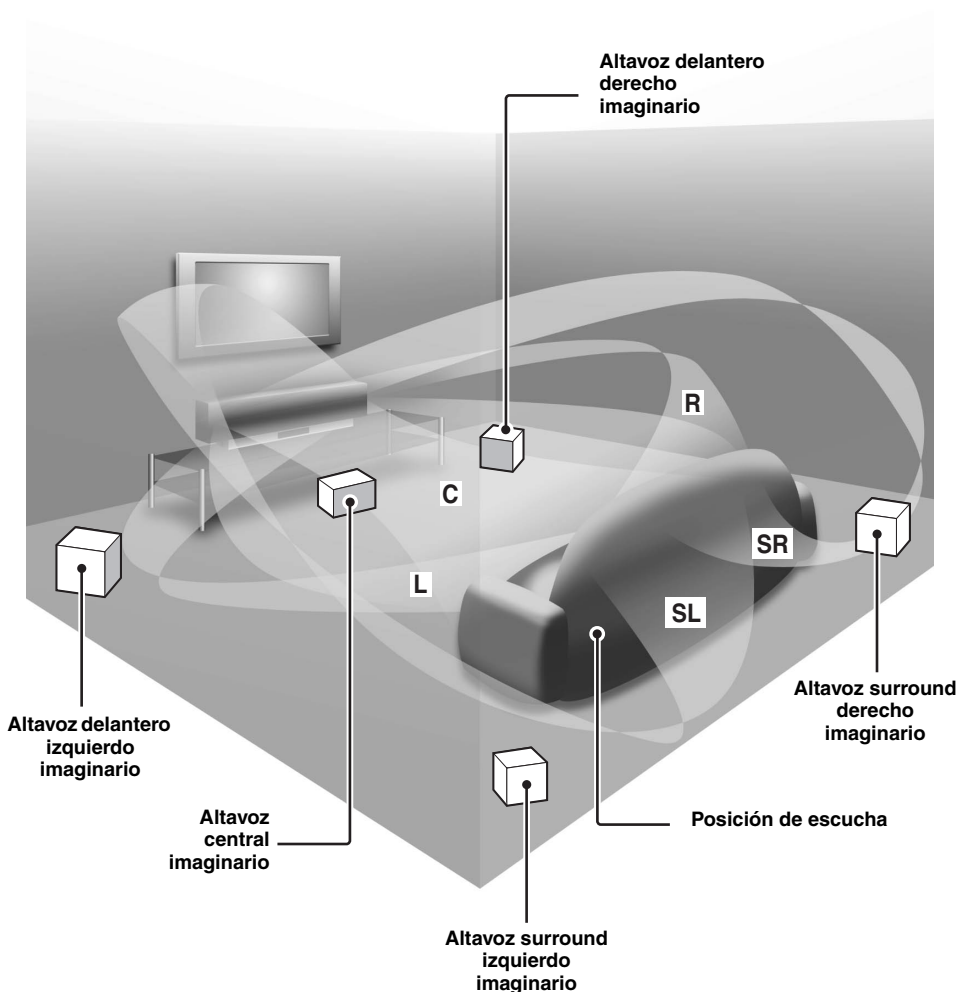 Altavoz delantero
derecho
imaginario
R
C
SR
L
SL
Altavoz delantero
izquierdo
imaginario
Altavoz surround
derecho
imaginario
Altavoz
central
imaginario
Posición de escucha
Altavoz surround
izquierdo
imaginario